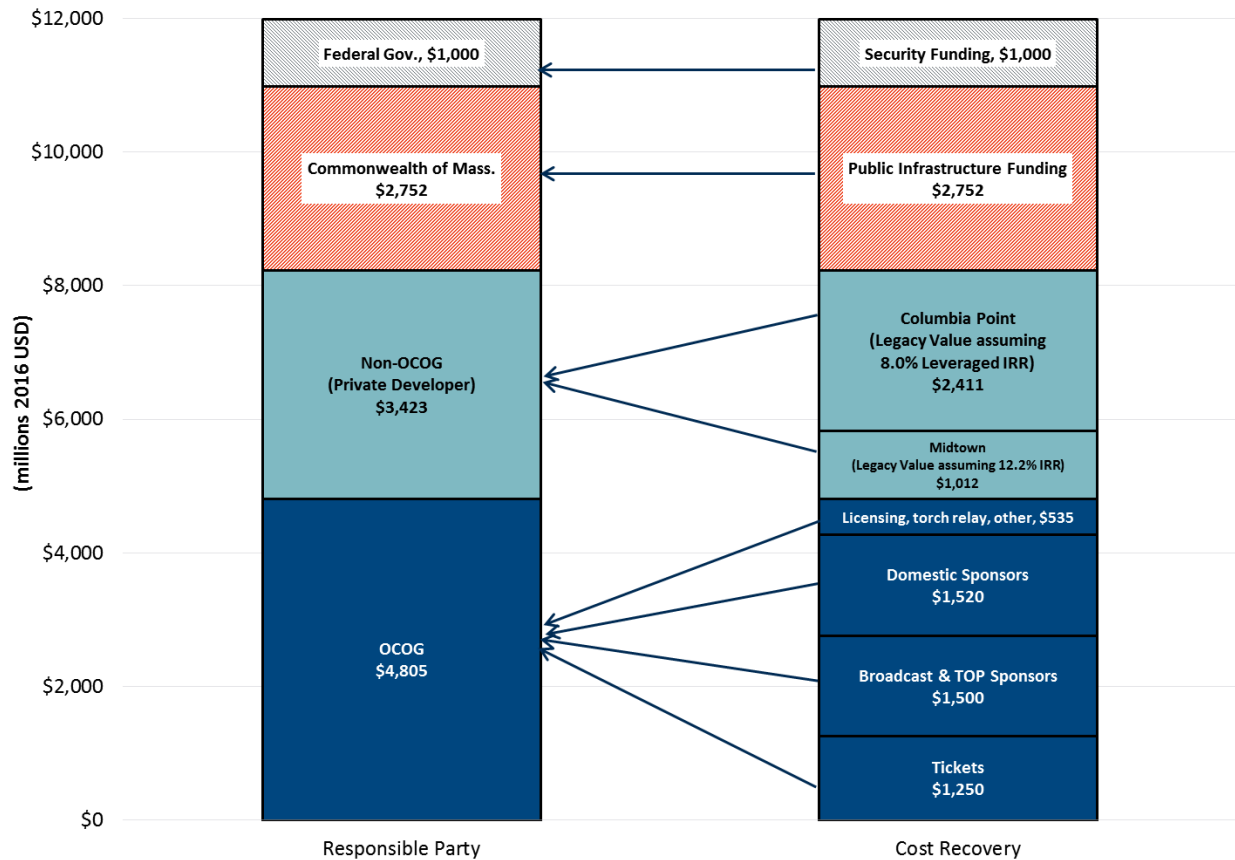 (millions 2016 USD)
$12,000
$10,000
$8,000
$6,000
$4,000
$2,000
$0
Federal Gov., $1,000
Commonwealth of Mass.
$2,752
Non-OCOG
(Private Developer)
$3,423
OCOG
$4,805
Responsible Party
Security Funding, $1,000
Public Infrastructure Funding
$2,752
Columbia Point
(Legacy Value assuming
8.0% Leveraged IRR)
$2,411
Midtown
(Legacy Value assuming 12.2% IRR)
$1,012
Licensing, torch relay, other, $535
Domestic Sponsors
$1,520
Broadcast & TOP Sponsors
$1,500
Tickets
$1,250
Cost Recovery